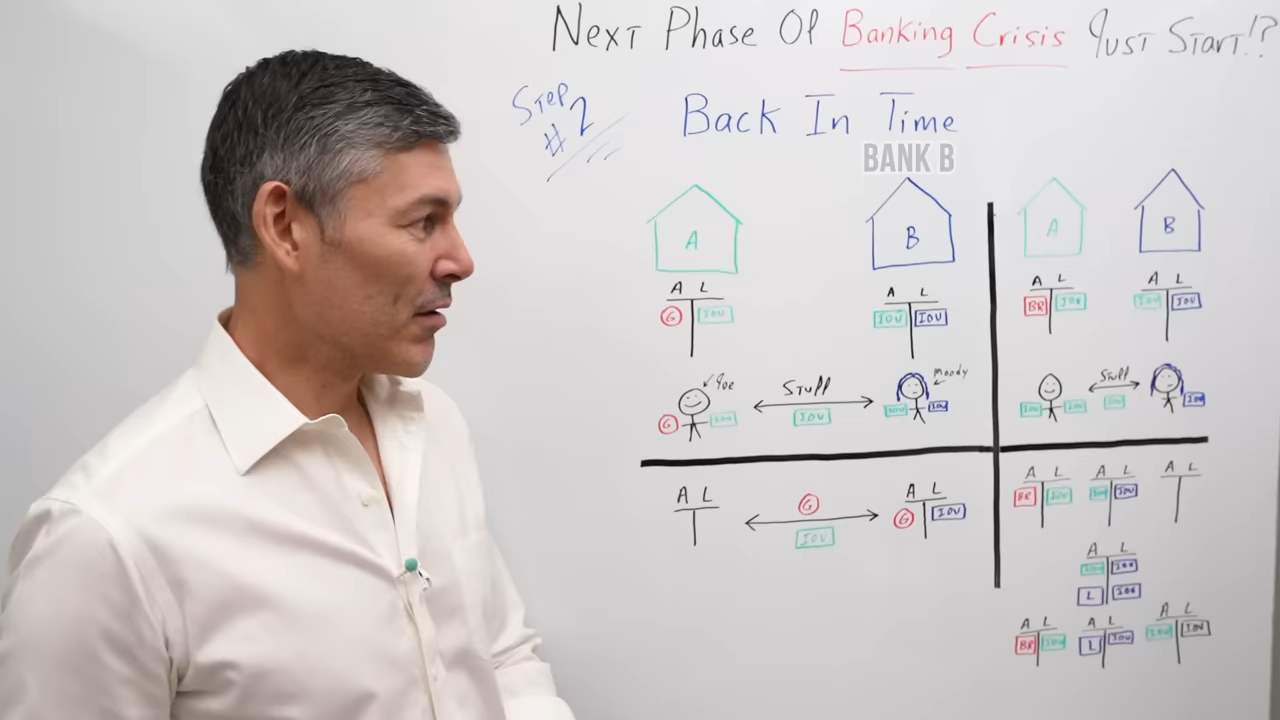 Next Phase Of Banking Crisis Just Start!?
Step #2
Back In Time
BANK B
A B A B
A L A L A L A L
G IOU IOU IOU BR IOU IOU IOU
Joe Stuff Moody Stuff
G IOU IOU IOU IOU IOU IOU IOU IOU
A L G A L A L A L A L
IOU G IOU BR IOU IOU IOU
A L
IOU IOU
L IOU
A L A L A L
BR IOU L IOU IOU IOU